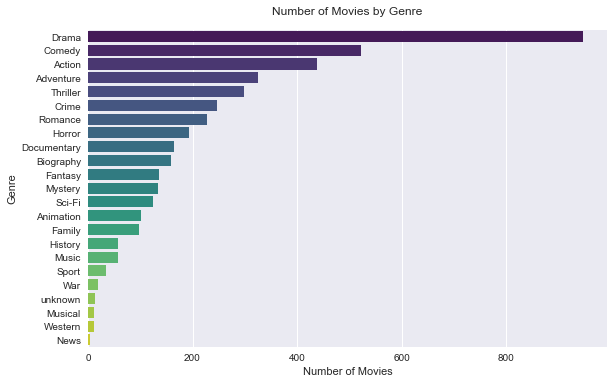 Number of Movies by Genre
Drama
Comedy
Action
Adventure
Thriller
Crime
Romance
Horror
Documentary
Biography
Fantasy
Mystery
Sci-Fi
Animation
Family
History
Music
Sport
War
unknown
Musical
Western
News
Genre
0 200 400 600 800
Number of Movies